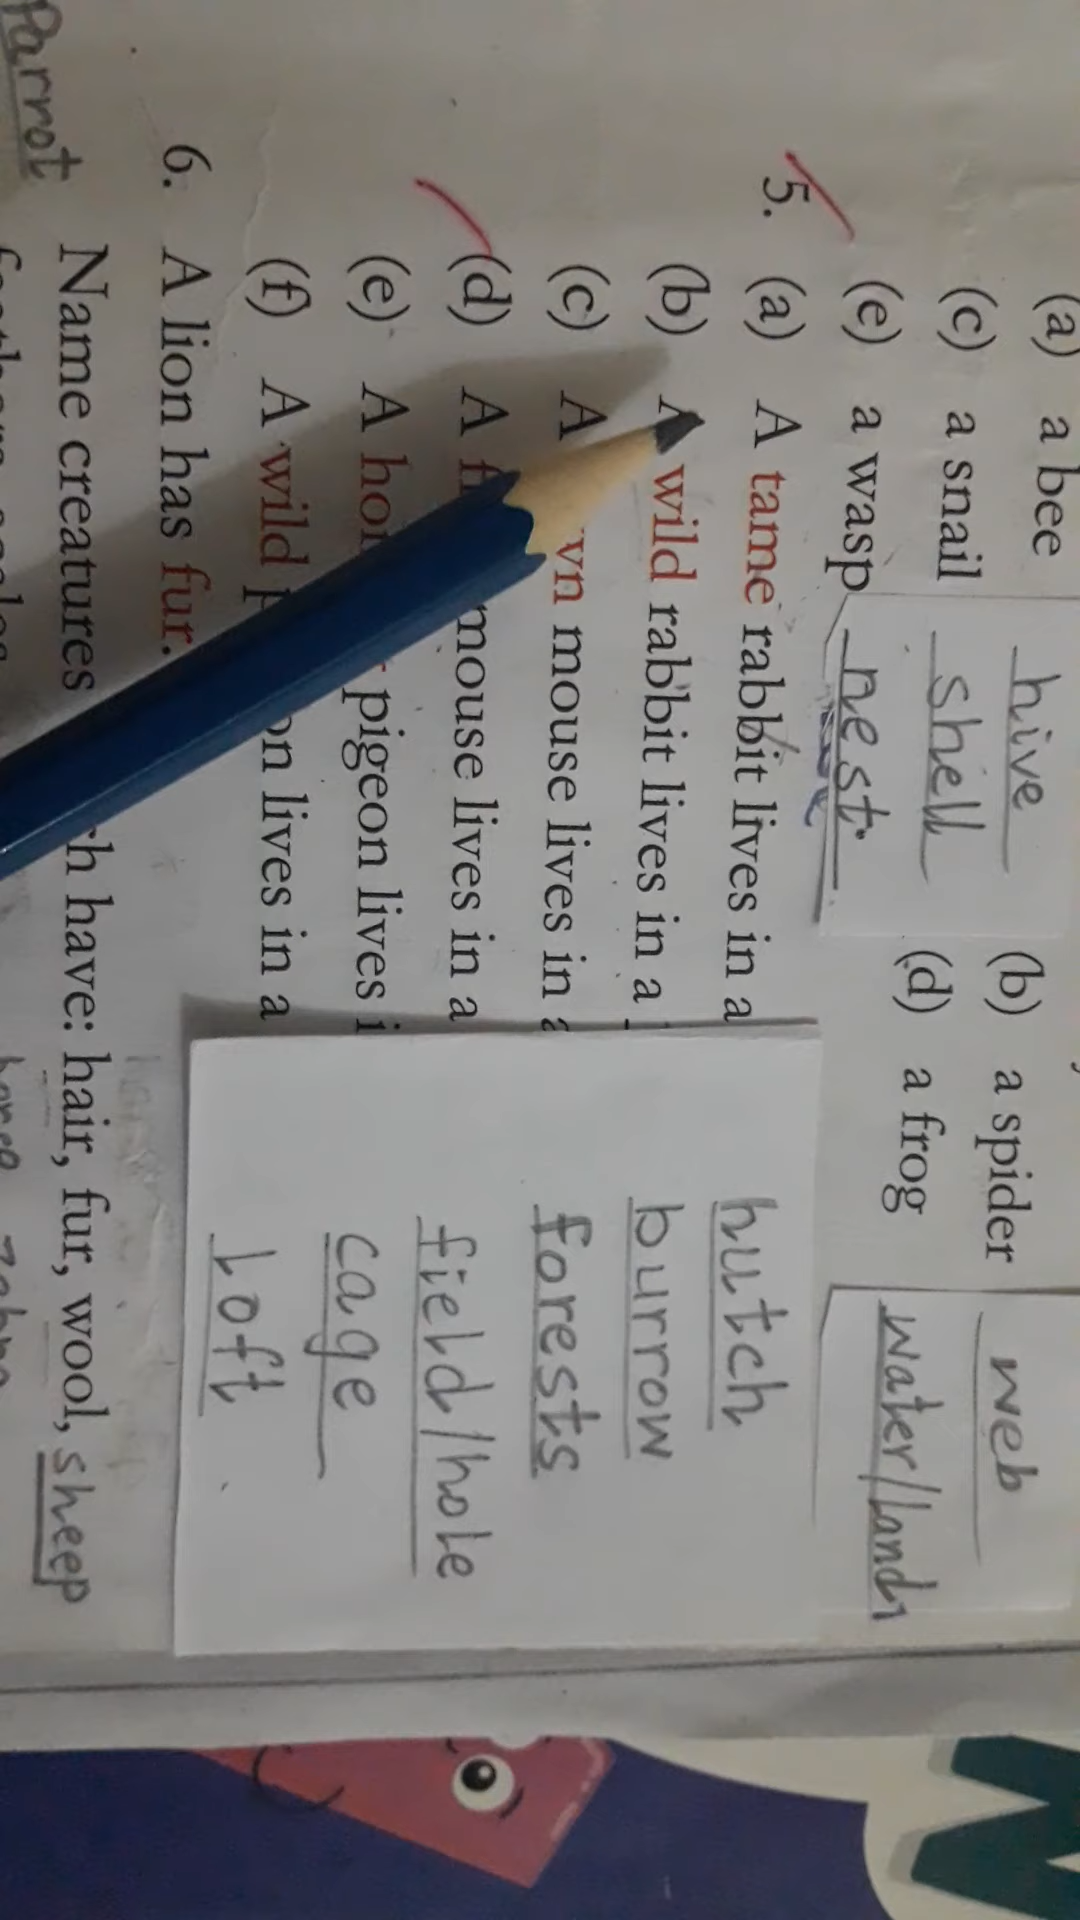 (a) a bee hive (b) a spider web
(c) a snail shell (d) a frog water/land
(e) a wasp nest
5. (a) A tame rabbit lives in a hutch
(b) A wild rabbit lives in a burrow
(c) A vn mouse lives in a forests
(d) A mouse lives in a field/hole
(e) A pigeon lives i cage
(f) A wild on lives in a loft
6. A lion has fur.
Name creatures have: hair, fur, wool, sheep
Parrot
W